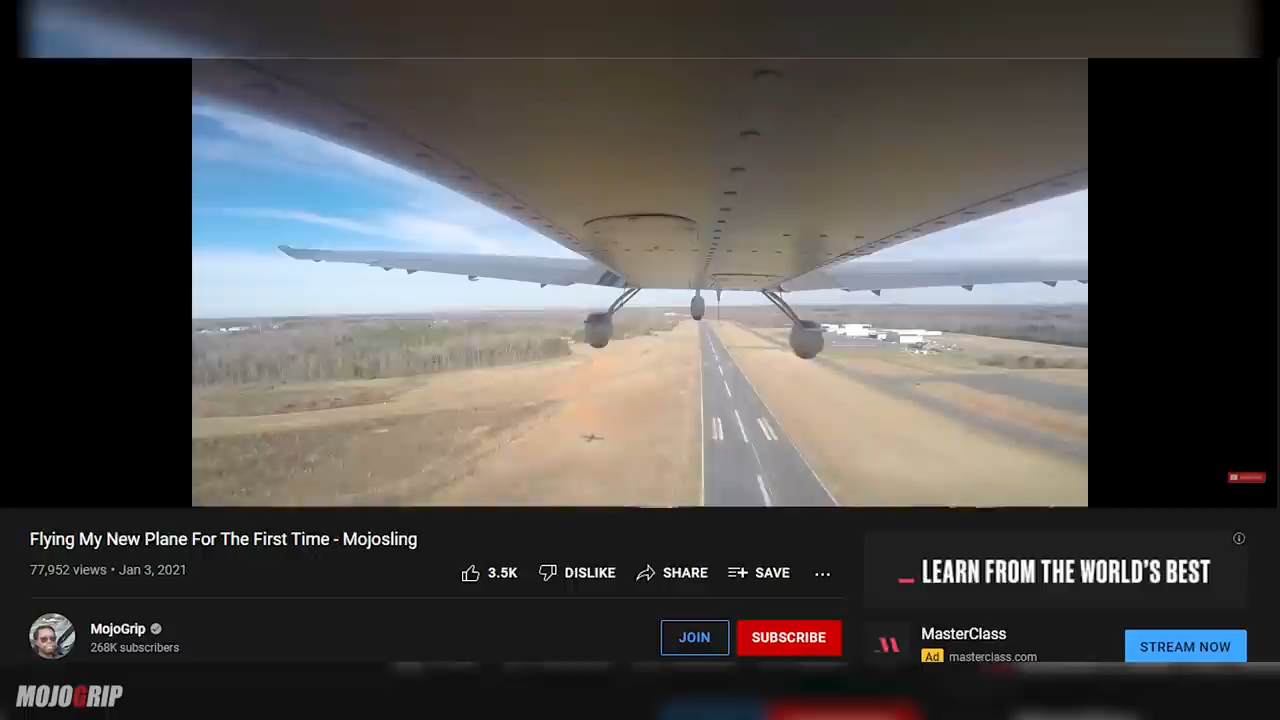 Flying My New Plane For The First Time - Mojosling
77,952 views • Jan 3, 2021
3.5K
DISLIKE
SHARE
SAVE
...
LEARN FROM THE WORLD'S BEST
MojoGrip
268K subscribers
JOIN
SUBSCRIBE
MasterClass
Ad masterclass.com
STREAM NOW
MOJOGRIP